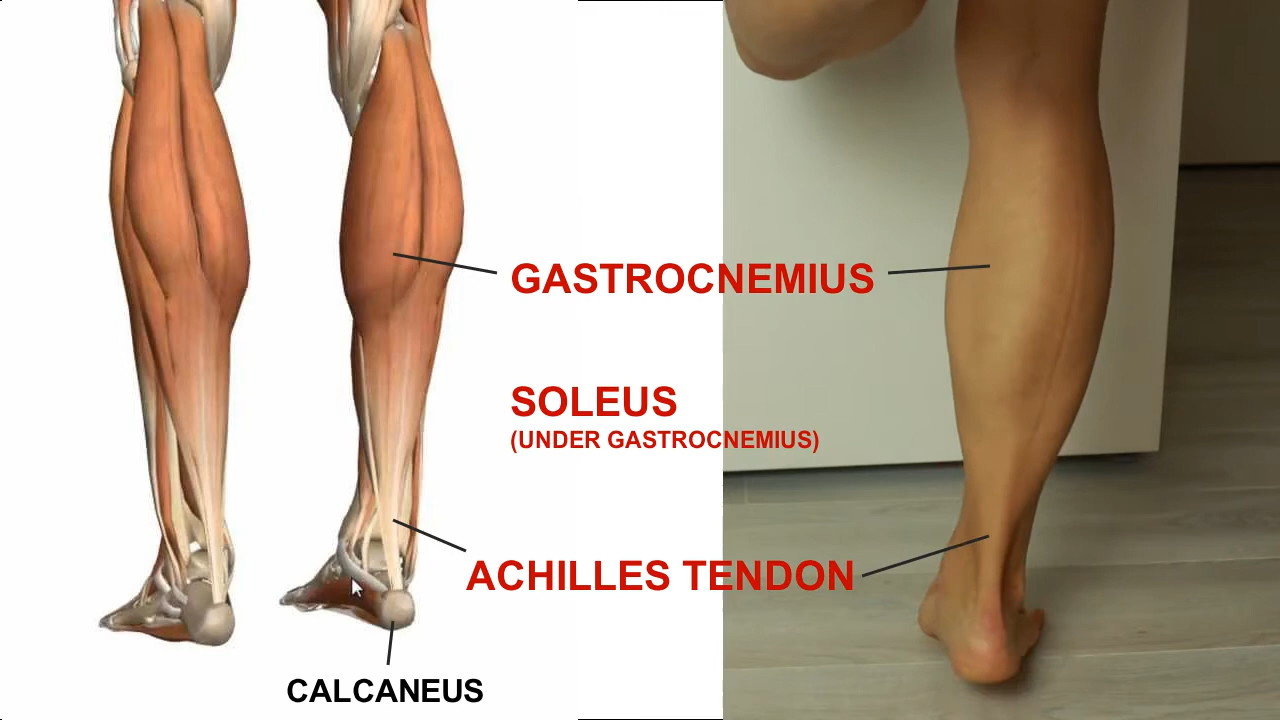 GASTROCNEMIUS
SOLEUS
(UNDER GASTROCNEMIUS)
ACHILLES TENDON
CALCANEUS